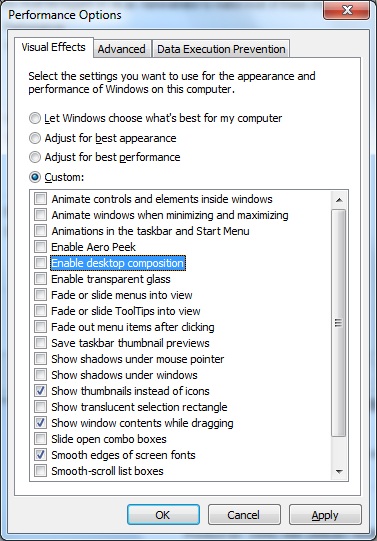 Performance Options
Visual Effects
Advanced
Data Execution Prevention
Select the settings you want to use for the appearance and
performance of Windows on this computer.
Let Windows choose what's best for my computer
Adjust for best appearance
Adjust for best performance
Custom:
Animate controls and elements inside windows
Animate windows when minimizing and maximizing
Animations in the taskbar and Start Menu
Enable Aero Peek
Enable desktop composition
Enable transparent glass
Fade or slide menus into view
Fade or slide ToolTips into view
Fade out menu items after clicking
Save taskbar thumbnail previews
Show shadows under mouse pointer
Show shadows under windows
Show thumbnails instead of icons
Show translucent selection rectangle
Show window contents while dragging
Slide open combo boxes
Smooth edges of screen fonts
Smooth-scroll list boxes
OK
Cancel
Apply